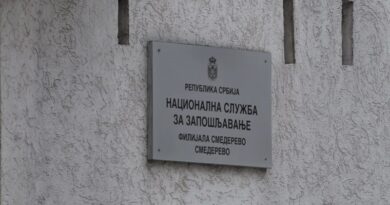 РЕПУБЛИКА СРБИЈА
НАЦИОНАЛНА СЛУЖБА
ЗА ЗАПОШЉАВАЊЕ
ФИЛИЈАЛА СМЕДЕРЕВО
СМЕДЕРЕВО